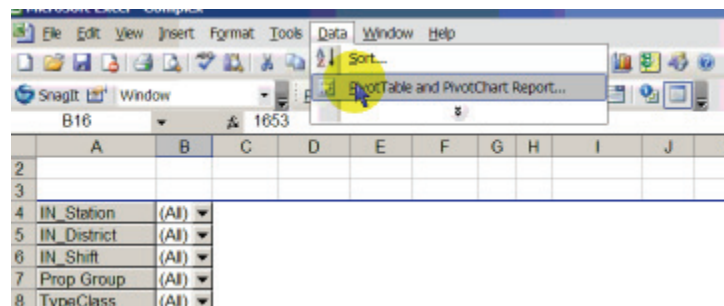 Microsoft Excel - Complex
File Edit View Insert Format Tools Data Window Help
Sort...
SnagIt Window
PivotTable and PivotChart Report...
B16 1653
A B C D E F G H I J
2
3
4 IN_Station (All)
5 IN_District (All)
6 IN_Shift (All)
7 Prop Group (All)
8 TypeClass (All)